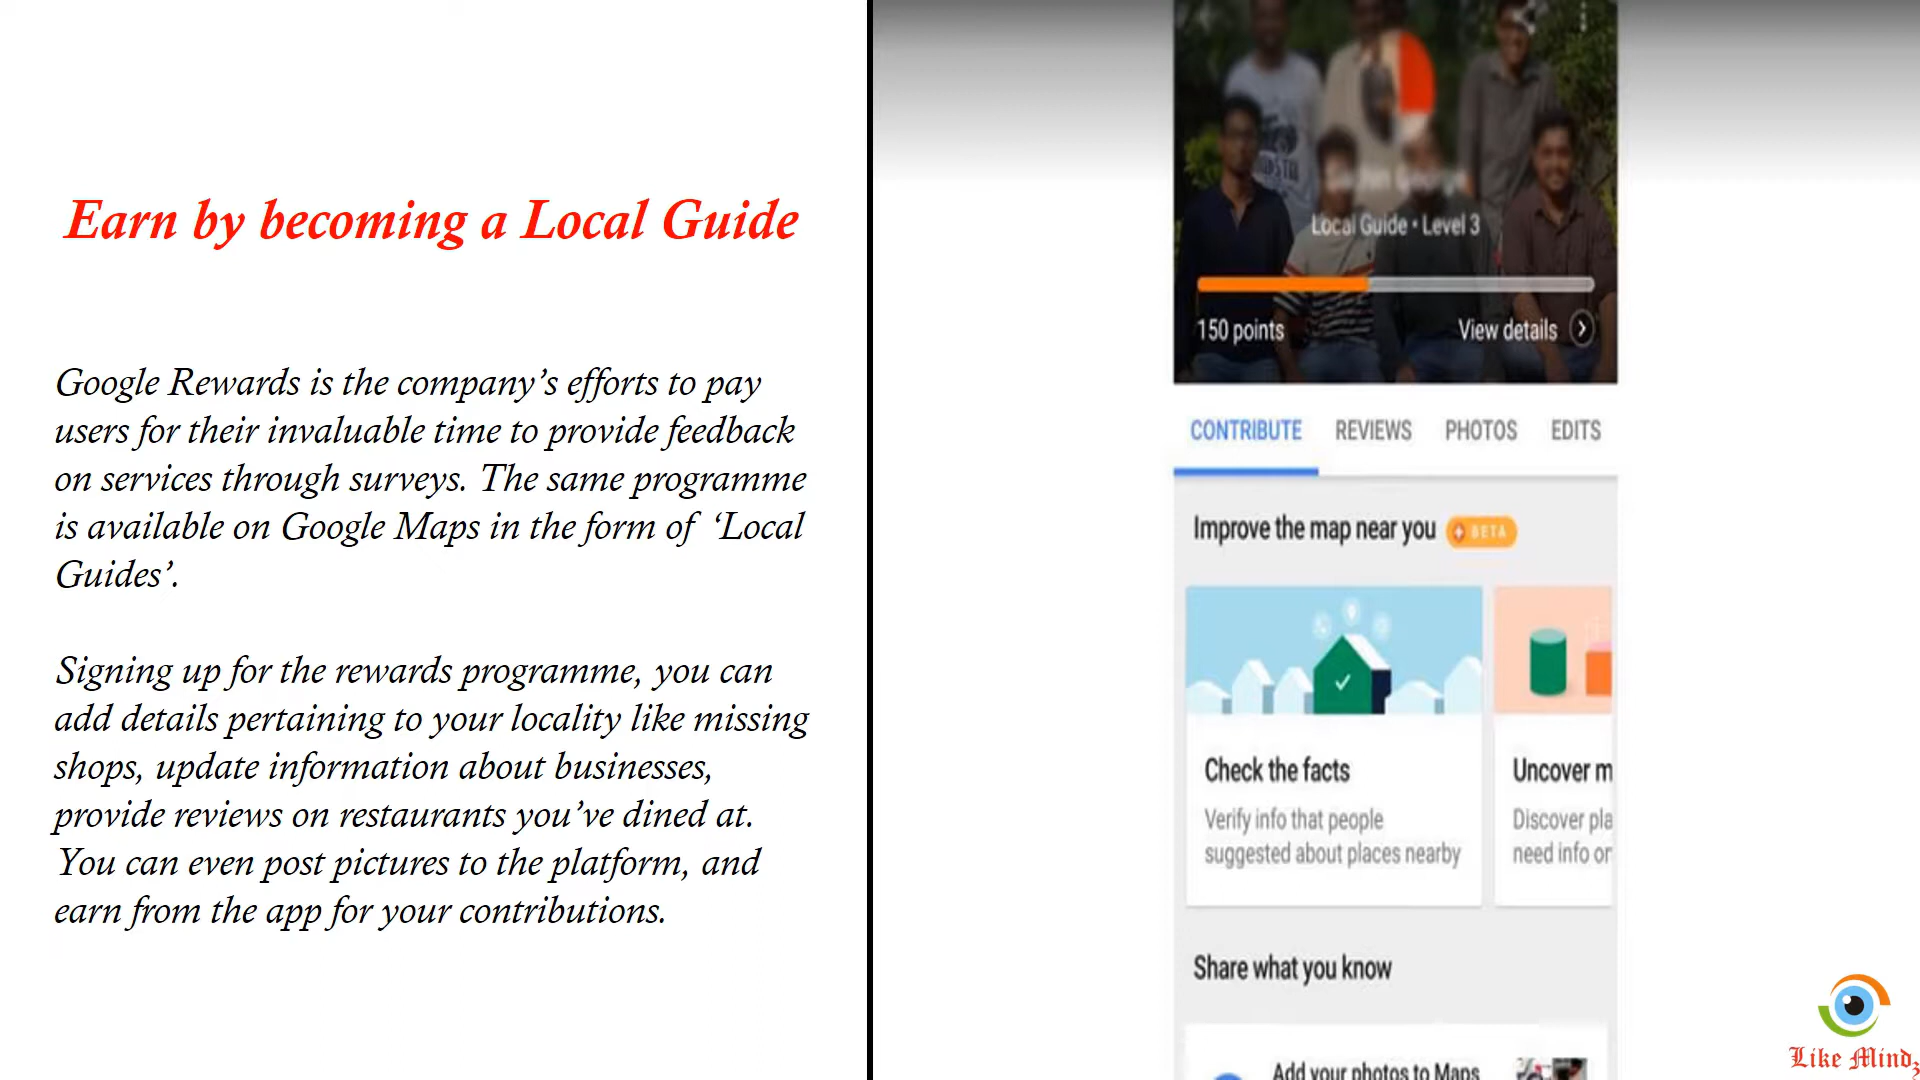 Earn by becoming a Local Guide
Google Rewards is the company’s efforts to pay
users for their invaluable time to provide feedback
on services through surveys. The same programme
is available on Google Maps in the form of ‘Local
Guides’.
Signing up for the rewards programme, you can
add details pertaining to your locality like missing
shops, update information about businesses,
provide reviews on restaurants you’ve dined at.
You can even post pictures to the platform, and
earn from the app for your contributions.
Local Guide • Level 3
150 points
View details
CONTRIBUTE REVIEWS PHOTOS EDITS
Improve the map near you BETA
Check the facts
Verify info that people
suggested about places nearby
Uncover m
Discover pla
need info or
Share what you know
Add your photos to Maps
Like Mindz